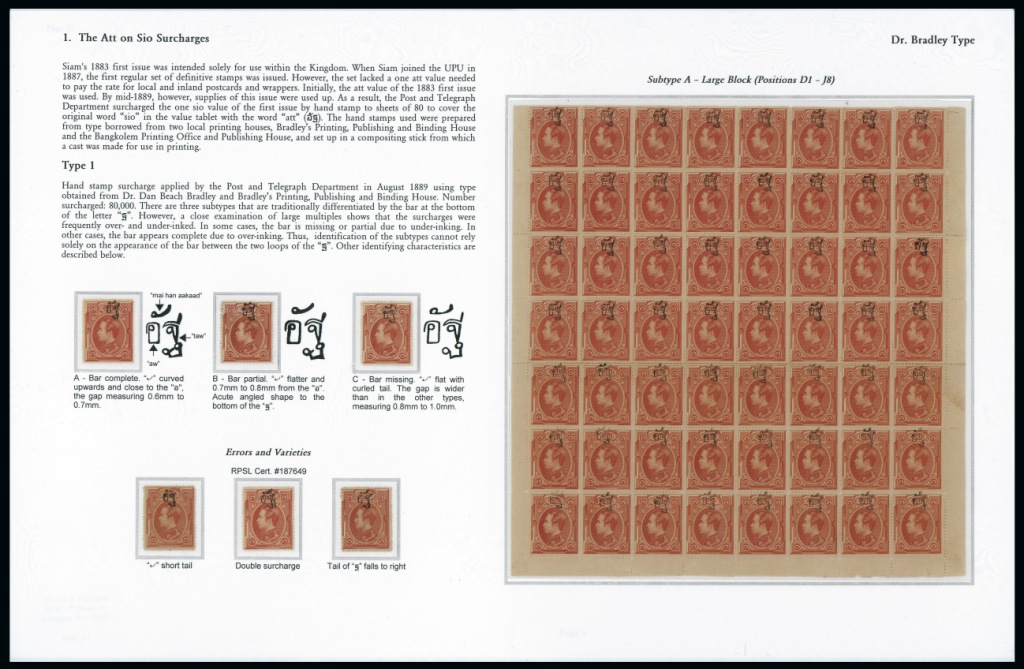 1. The Att on Sio Surcharges
Dr. Bradley Type
Siam's 1883 first issue was intended solely for use within the Kingdom. When Siam joined the UPU in
1887, the first regular set of definitive stamps was issued. However, the set lacked a one att value needed
to pay the rate for local and inland postcards and wrappers. Initially, the att value of the 1883 first issue
was used. By mid-1889, however, supplies of this issue were used up. As a result, the Post and Telegraph
Department surcharged the one sio value of the first issue by hand stamp to sheets of 80 to cover the
original word "sio" in the value tablet with the word "att" (อัฐ). The hand stamps used were prepared
from type borrowed from two local printing houses, Bradley's Printing, Publishing and Binding House
and the Bangkolem Printing Office and Publishing House, and set up in a compositing stick from which
a cast was made for use in printing.
Type 1
Hand stamp surcharge applied by the Post and Telegraph Department in August 1889 using type
obtained from Dr. Dan Beach Bradley and Bradley's Printing, Publishing and Binding House. Number
surcharged: 80,000. There are three subtypes that are traditionally differentiated by the bar at the bottom
of the letter "ฐ". However, a close examination of large multiples shows that the surcharges were
frequently over- and under-inked. In some cases, the bar is missing or partial due to under-inking. In
other cases, the bar appears complete due to over-inking. Thus, identification of the subtypes cannot rely
solely on the appearance of the bar between the two loops of the "ฐ". Other identifying characteristics are
described below.
"mai han aakaad"
อัฐ
"taw"
"aw"
อัฐ
อัฐ
A - Bar complete. "ั" curved
upwards and close to the "อ",
the gap measuring 0.6mm to
0.7mm.
B - Bar partial. "ั" flatter and
0.7mm to 0.8mm from the "อ".
Acute angled shape to the
bottom of the "ฐ".
C - Bar missing. "ั" flat with
curled tail. The gap is wider
than in the other types,
measuring 0.8mm to 1.0mm.
Errors and Varieties
RPSL Cert. #187649
"ั" short tail
Double surcharge
Tail of "ฐ" falls to right
Subtype A - Large Block (Positions D1 - J8)